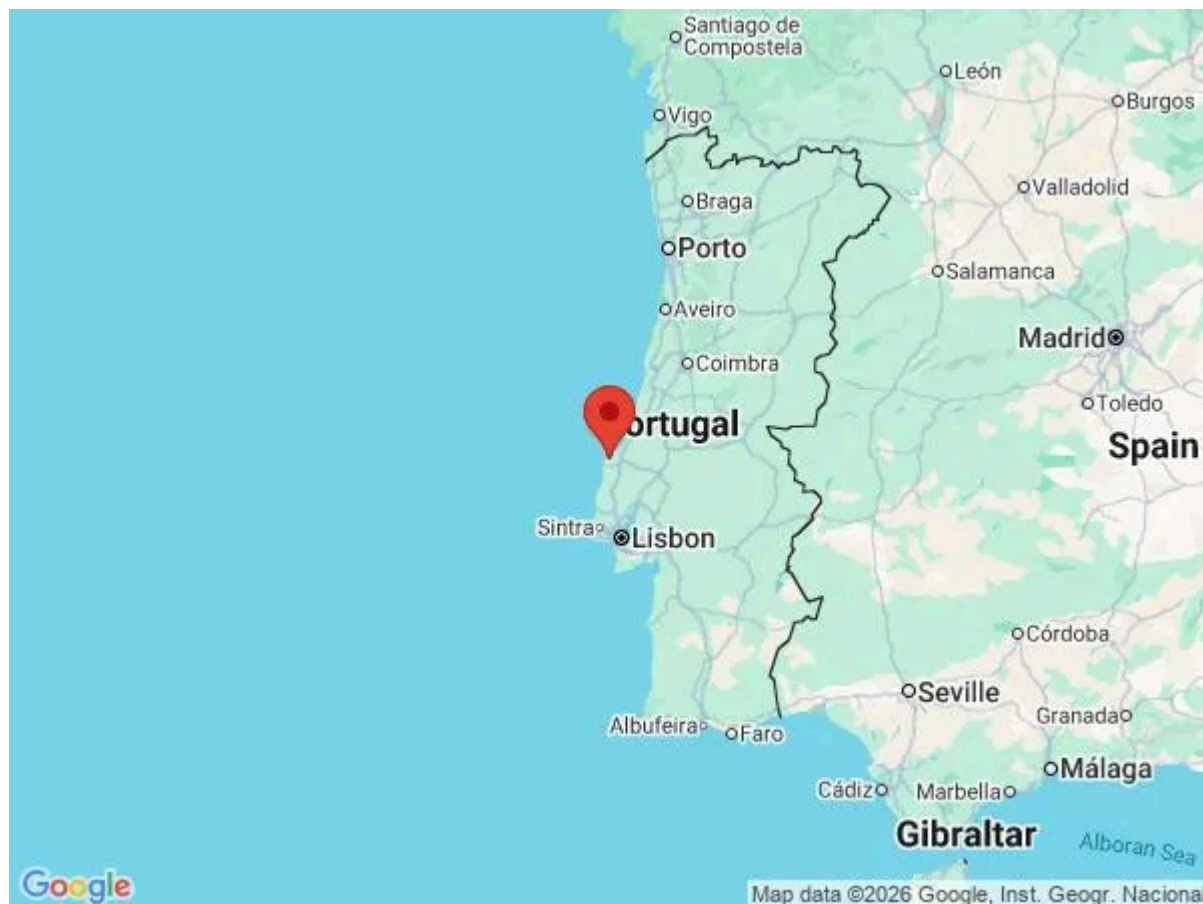 Santiago de
Compostela
León
Burgos
Vigo
Valladolid
Braga
Porto
Salamanca
Aveiro
Madrid
Coimbra
Toledo
ortugal
Spain
Sintra
Lisbon
Córdoba
Seville
Granada
Albufeira
Faro
Málaga
Cádiz
Marbella
Gibraltar
Alboran Sea
Google
Map data ©2026 Google, Inst. Geogr. Nacional